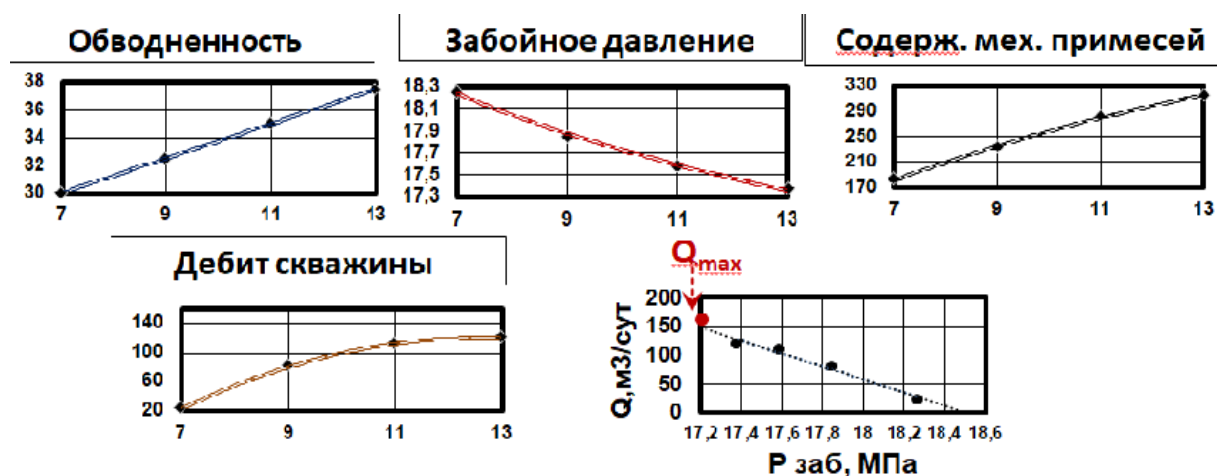 Обводненность
38
36
34
32
30
7 9 11 13
Забойное давление
18,3
18,1
17,9
17,7
17,5
17,3
7 9 11 13
Содерж. мех. примесей
330
290
250
210
170
7 9 11 13
Дебит скважины
140
100
60
20
7 9 11 13
Qmax
200
150
100
50
0
Q,м3/сут
17,2 17,4 17,6 17,8 18 18,2 18,4 18,6
Р заб, МПа